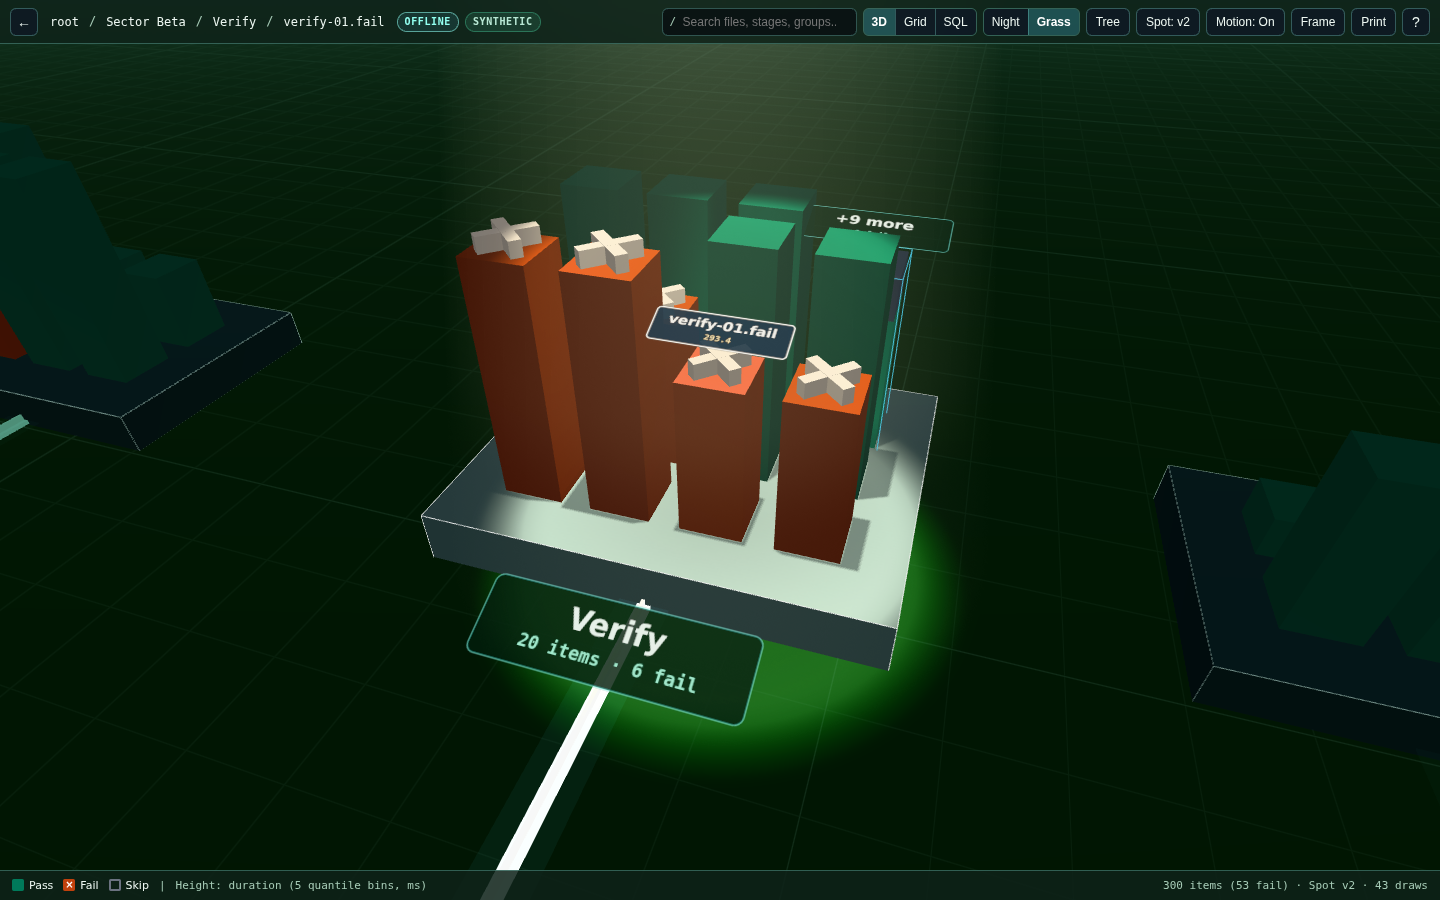 ← root / Sector Beta / Verify / verify-01.fail OFFLINE SYNTHETIC / Search files, stages, groups.. 3D Grid SQL Night Grass Tree Spot: v2 Motion: On Frame Print ?
+9 more
verify-01.fail
293.4
Verify
20 items · 6 fail
Pass Fail Skip | Height: duration (5 quantile bins, ms) 300 items (53 fail) · Spot v2 · 43 draws